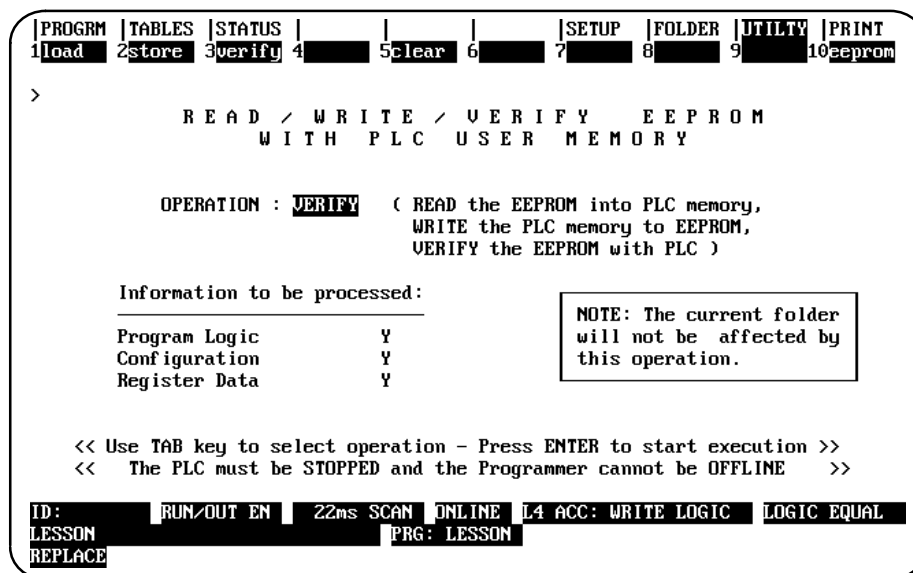 |PROGRM |TABLES |STATUS | | | |SETUP |FOLDER |UTILTY |PRINT
1load 2store 3verify 4 5clear 6 7 8 9 10eeprom
>
R E A D / W R I T E / V E R I F Y E E P R O M
W I T H P L C U S E R M E M O R Y
OPERATION : VERIFY ( READ the EEPROM into PLC memory,
WRITE the PLC memory to EEPROM,
VERIFY the EEPROM with PLC )
Information to be processed:
NOTE: The current folder
Program Logic Y will not be affected by
Configuration Y this operation.
Register Data Y
<< Use TAB key to select operation – Press ENTER to start execution >>
<< The PLC must be STOPPED and the Programmer cannot be OFFLINE >>
ID: RUN/OUT EN 22ms SCAN ONLINE L4 ACC: WRITE LOGIC LOGIC EQUAL
LESSON PRG: LESSON
REPLACE